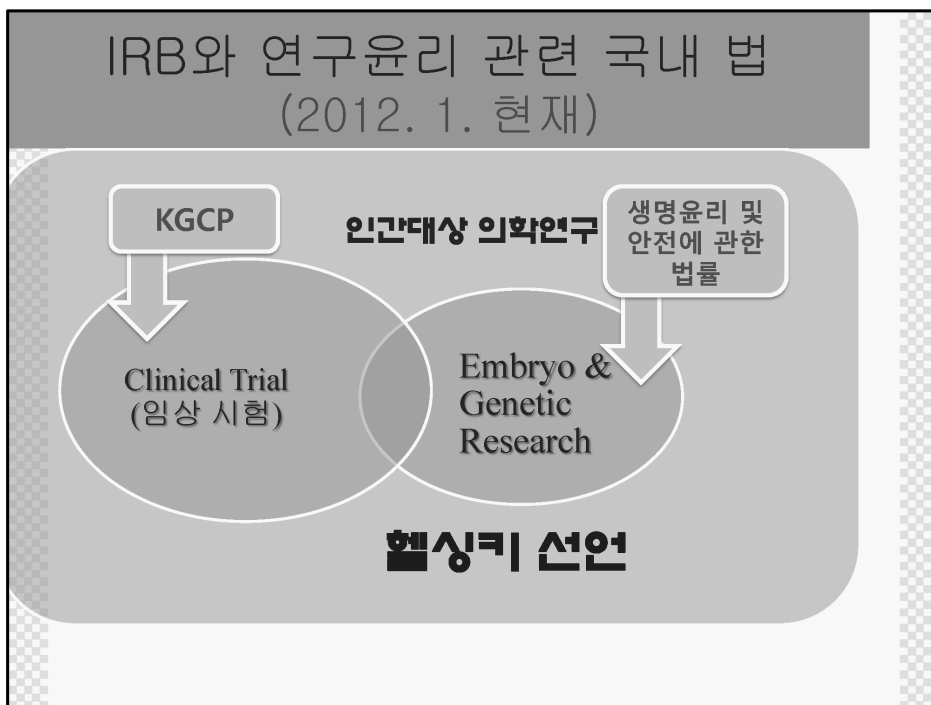 IRB와 연구윤리 관련 국내 법
(2012. 1. 현재)
KGCP
인간대상 의학연구
생명윤리 및
안전에 관한
법률
Clinical Trial
(임상 시험)
Embryo &
Genetic
Research
헬싱키 선언